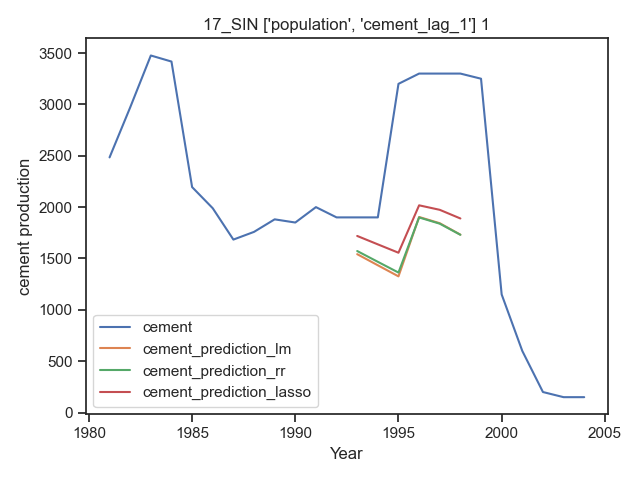 17_SIN ['population', 'cement_lag_1'] 1
3500
3000
2500
2000
1500
1000
500
0
cement production
cement
cement_prediction_lm
cement_prediction_rr
cement_prediction_lasso
1980
1985
1990
1995
2000
2005
Year